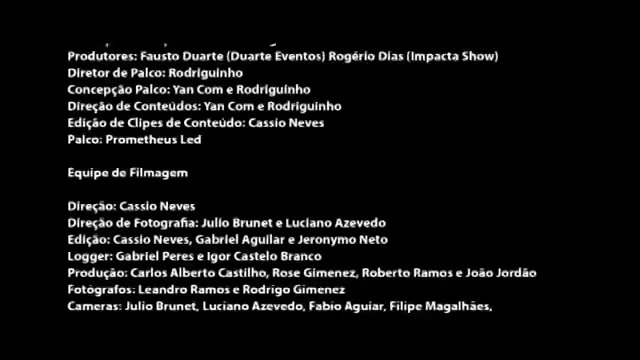 Produtores: Fausto Duarte (Duarte Eventos) Rogério Dias (Impacta Show)
Diretor de Palco: Rodriguinho
Concepção Palco: Yan Com e Rodriguinho
Direção de Conteúdos: Yan Com e Rodriguinho
Edição de Clipes de Conteúdo: Cassio Neves
Palco: Prometheus Led
Equipe de Filmagem
Direção: Cassio Neves
Direção de Fotografia: Julio Brunet e Luciano Azevedo
Edição: Cassio Neves, Gabriel Aguilar e Jeronymo Neto
Logger: Gabriel Peres e Igor Castelo Branco
Produção: Carlos Alberto Castilho, Rose Gimenez, Roberto Ramos e João Jordão
Fotógrafos: Leandro Ramos e Rodrigo Gimenez
Cameras: Julio Brunet, Luciano Azevedo, Fabio Aguiar, Filipe Magalhães,